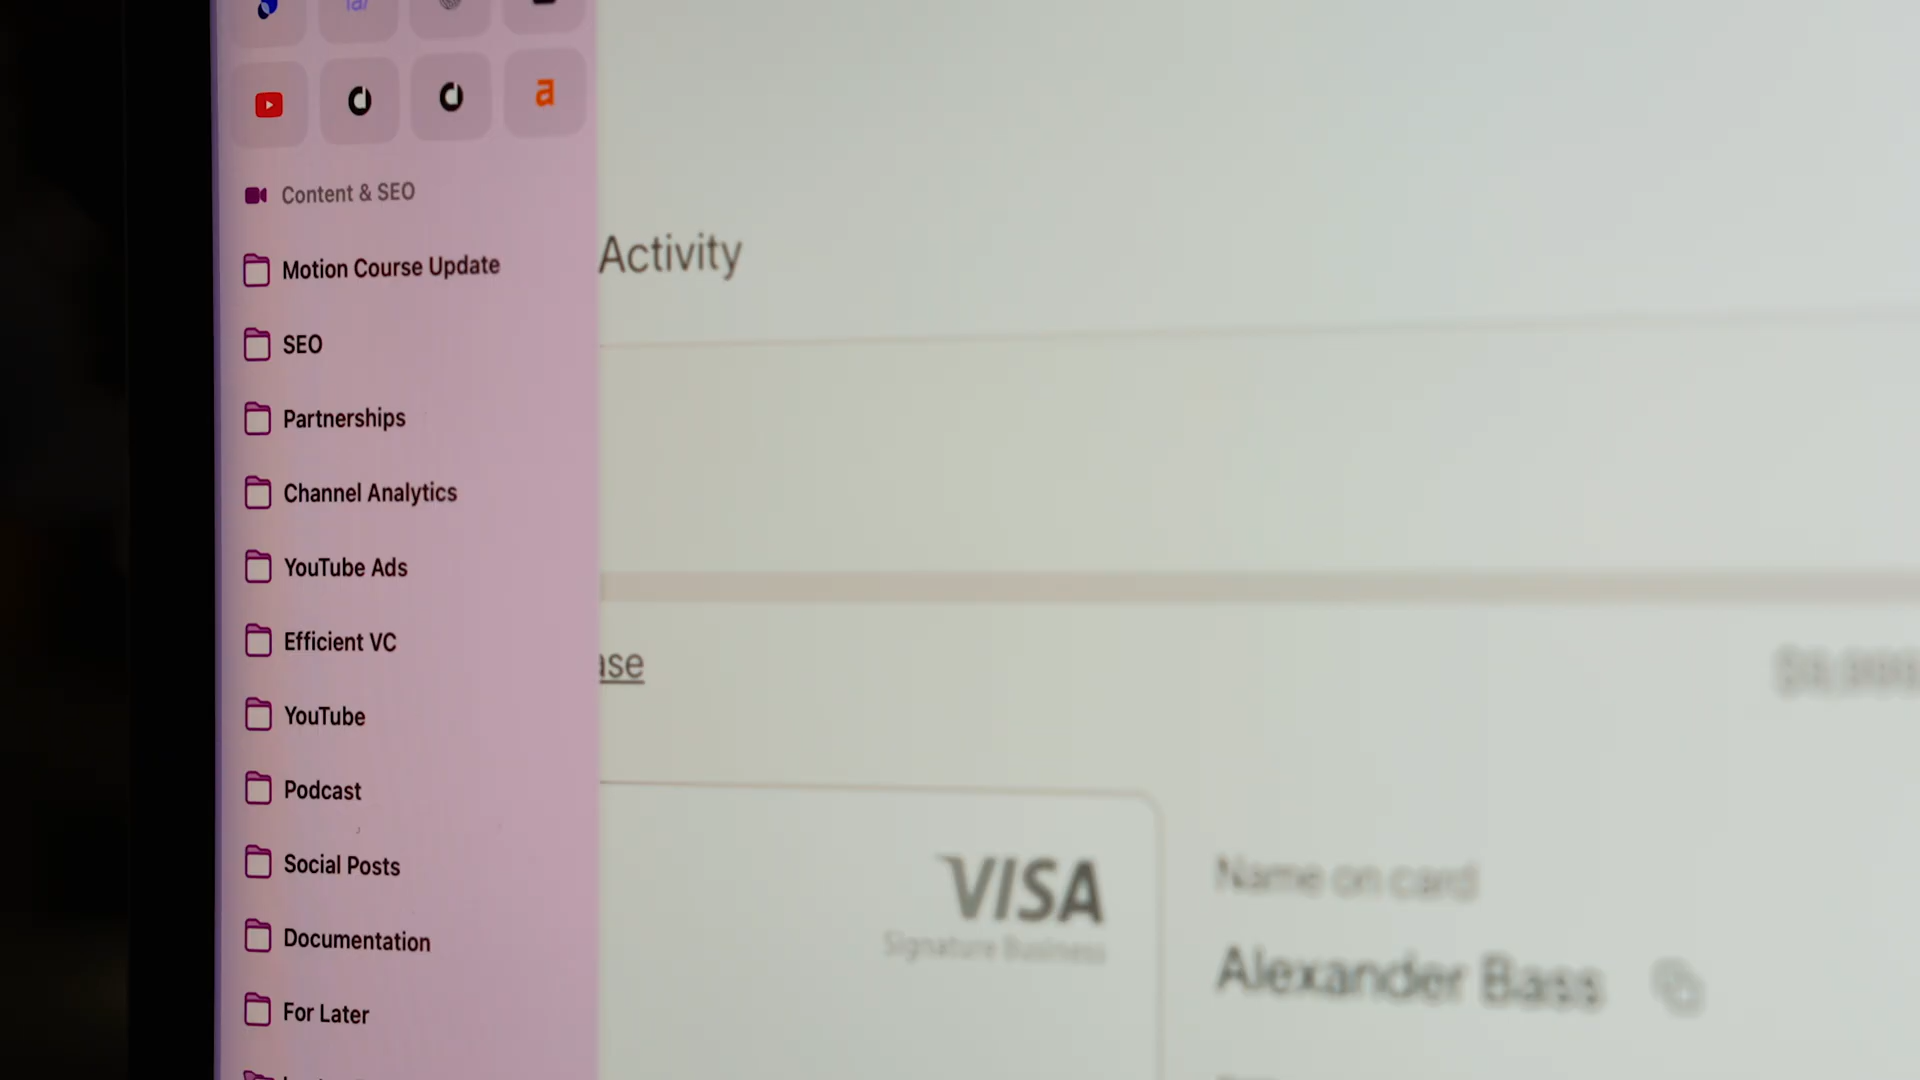 a
Content & SEO
Motion Course Update
SEO
Partnerships
Channel Analytics
YouTube Ads
Efficient VC
YouTube
Podcast
Social Posts
Documentation
For Later
Activity
ase
VISA
Signature Business
Name on card
Alexander Bass